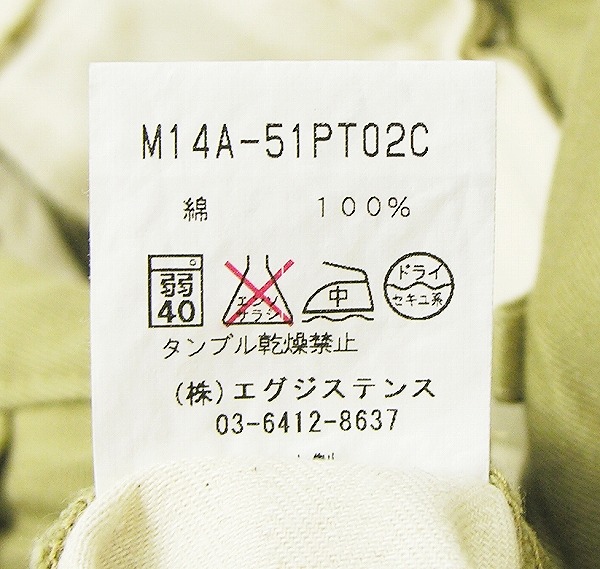 M14A-51PT02C
綿 100%
弱 40 エンソサラシ 中 ドライ セキユ系
タンブル乾燥禁止
(株)エグジステンス
03-6412-8637